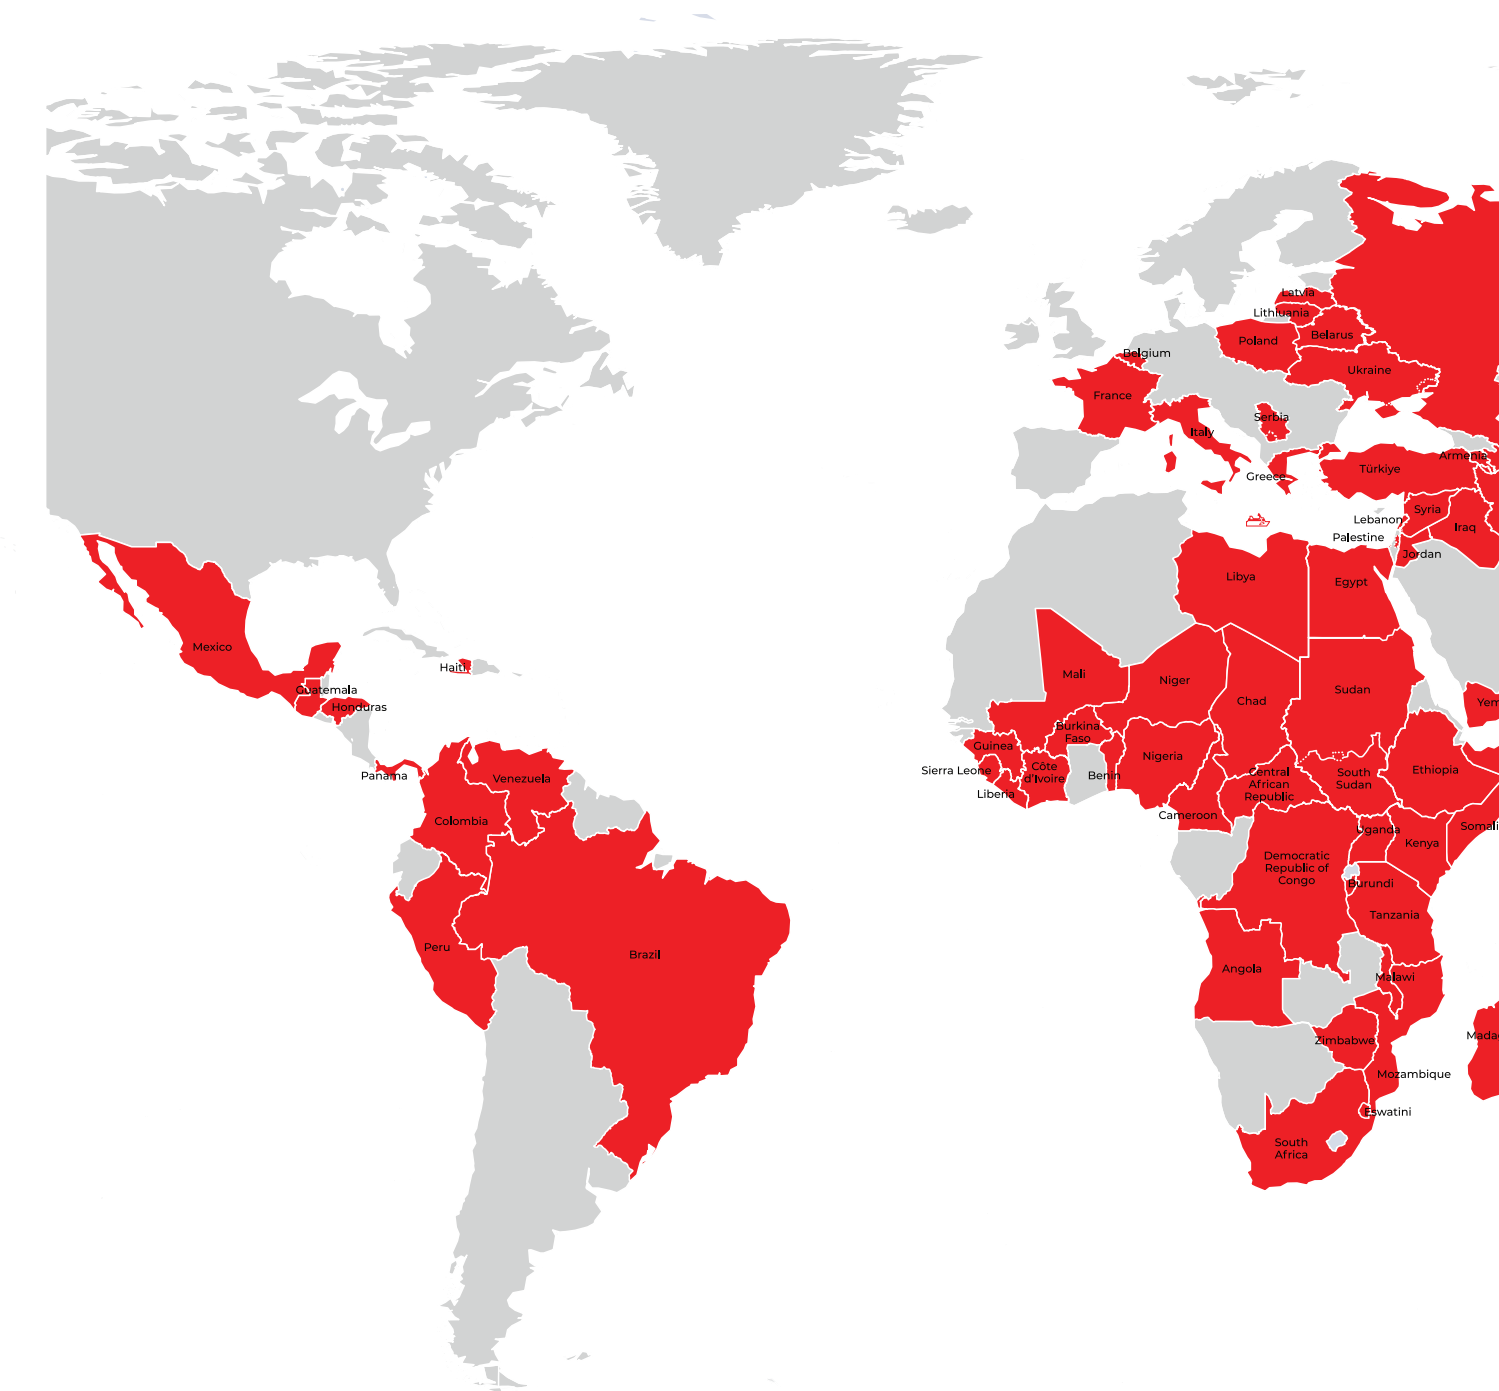 Latvia
Lithuania
Belarus
Poland
Belgium
Ukraine
France
Serbia
Italy
Greece
Türkiye
Armenia
Syria
Lebanon
Iraq
Palestine
Jordan
Libya
Egypt
Mexico
Haiti
Guatemala
Honduras
Panama
Venezuela
Colombia
Peru
Brazil
Mali
Niger
Chad
Sudan
Yem
Burkina
Faso
Guinea
Nigeria
Sierra Leone
Côte
d'Ivoire
Benin
Liberia
Central
African
Republic
South
Sudan
Ethiopia
Cameroon
Uganda
Kenya
Somali
Democratic
Republic of
Congo
Burundi
Tanzania
Angola
Malawi
Zimbabwe
Mada
Mozambique
Eswatini
South
Africa